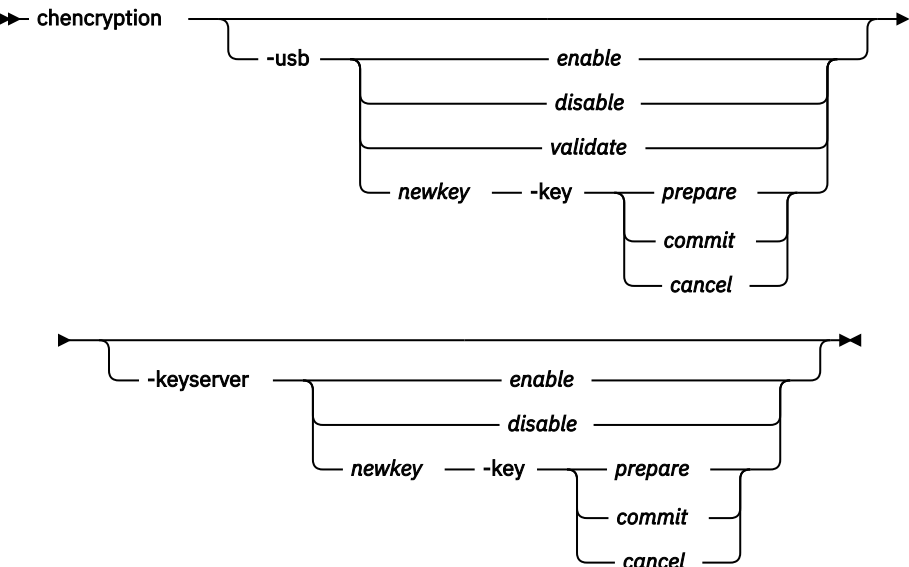 chencryption
-usb enable
disable
validate
newkey -key prepare
commit
cancel
-keyserver enable
disable
newkey -key prepare
commit
cancel